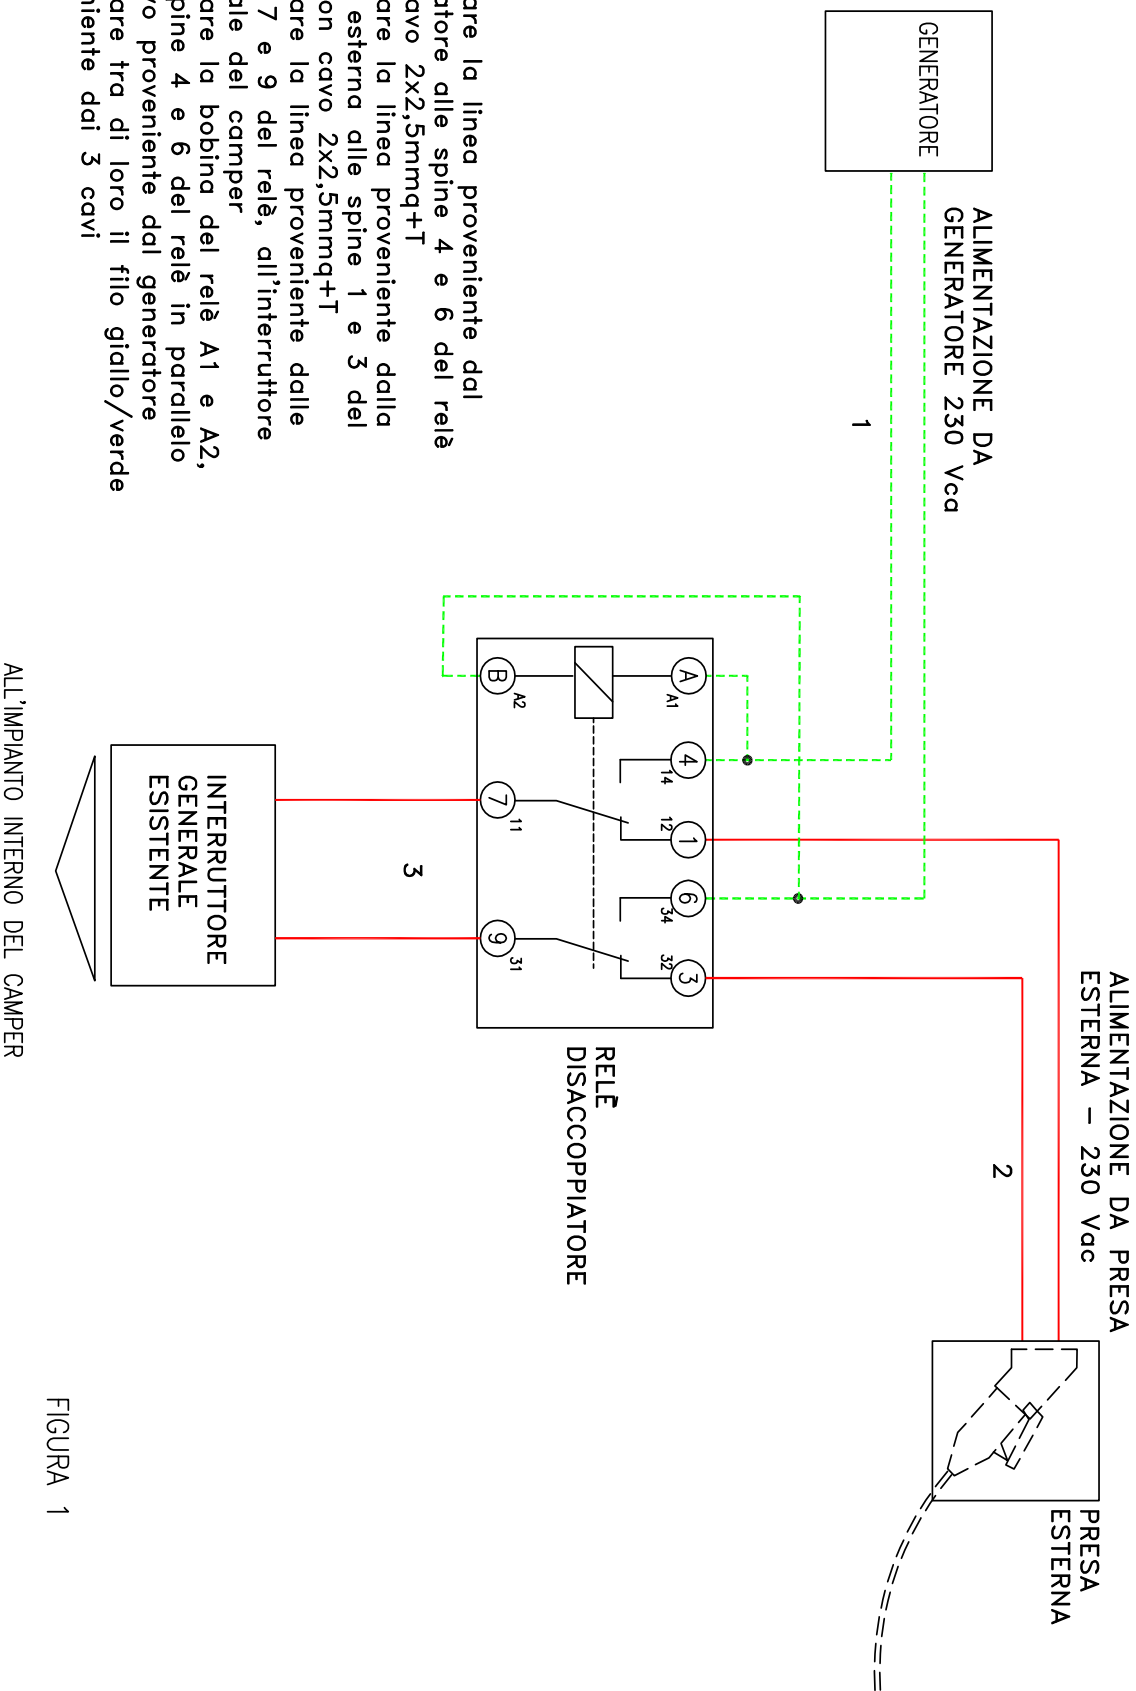 GENERATORE
ALIMENTAZIONE DA
GENERATORE 230 Vca
1
ALIMENTAZIONE DA PRESA
ESTERNA - 230 Vac
2
PRESA
ESTERNA
A
A1
4
14
12
1
6
34
32
3
B
A2
7
11
9
31
RELÈ
DISACCOPPIATORE
3
INTERRUTTORE
GENERALE
ESISTENTE
ALL'IMPIANTO INTERNO DEL CAMPER
are la linea proveniente dal
atore alle spine 4 e 6 del relè
avo 2x2,5mmq+T
are la linea proveniente dalla
esterna alle spine 1 e 3 del
on cavo 2x2,5mmq+T
are la linea proveniente dalle
7 e 9 del relè, all'interruttore
ale del camper
are la bobina del relè A1 e A2,
pine 4 e 6 del relè in parallelo
vo proveniente dal generatore
are tra di loro il filo giallo/verde
niente dai 3 cavi
FIGURA 1